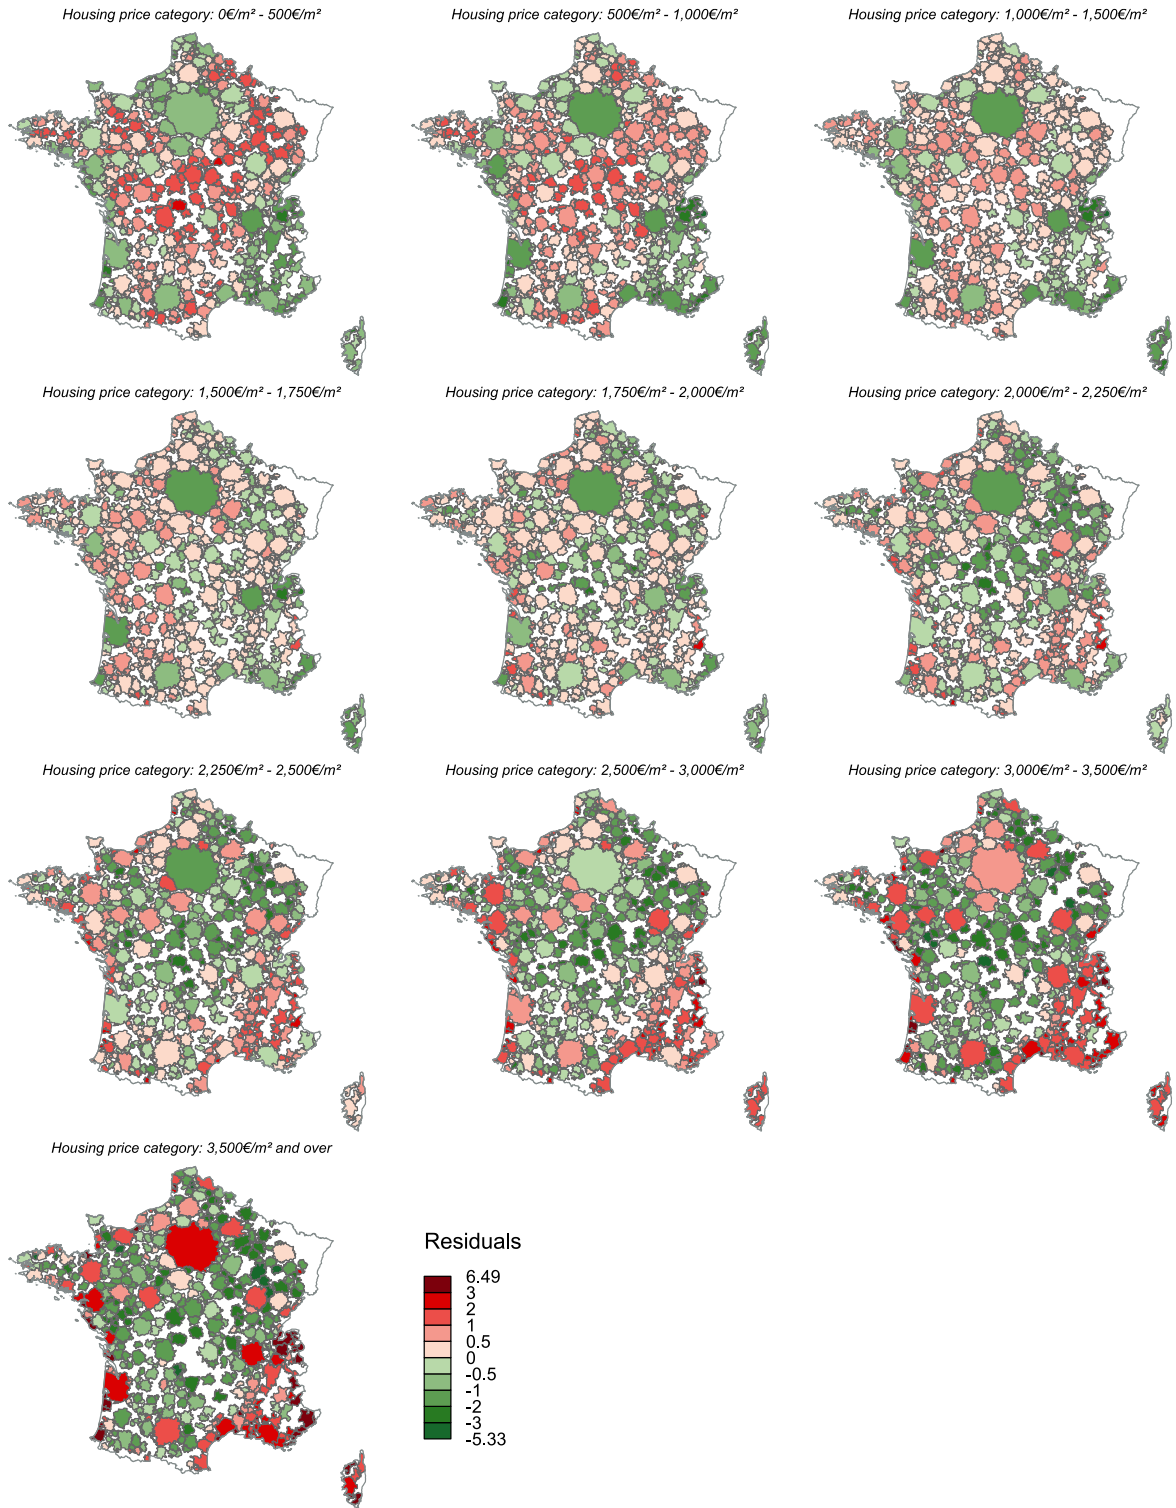 Housing price category: 0€/m² - 500€/m²
Housing price category: 500€/m² - 1,000€/m²
Housing price category: 1,000€/m² - 1,500€/m²
Housing price category: 1,500€/m² - 1,750€/m²
Housing price category: 1,750€/m² - 2,000€/m²
Housing price category: 2,000€/m² - 2,250€/m²
Housing price category: 2,250€/m² - 2,500€/m²
Housing price category: 2,500€/m² - 3,000€/m²
Housing price category: 3,000€/m² - 3,500€/m²
Housing price category: 3,500€/m² and over
Residuals
6.49
3
2
1
0.5
0
-0.5
-1
-2
-3
-5.33